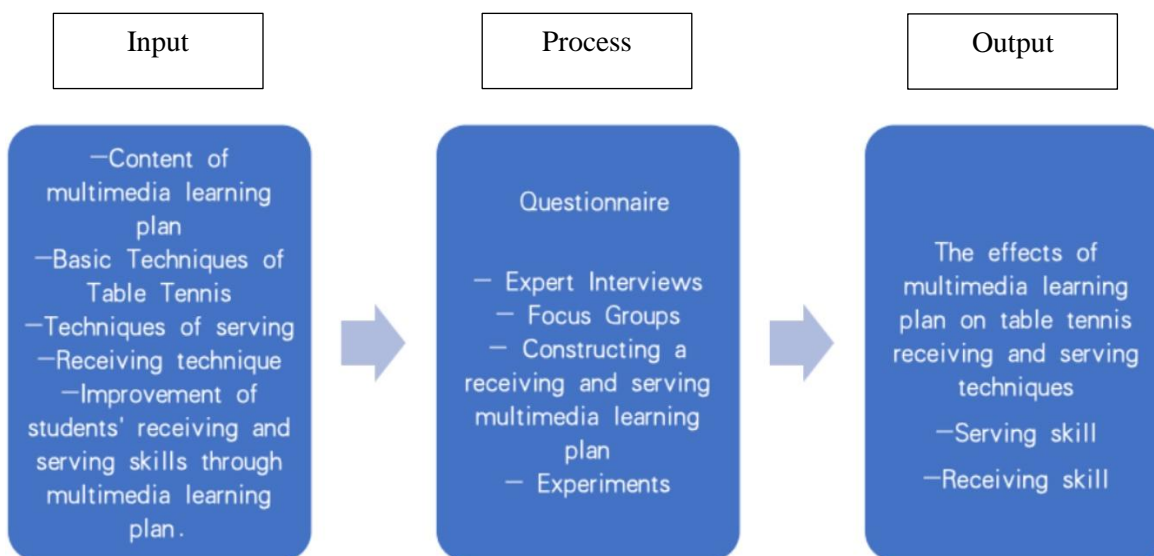 Input
Process
Output
—Content of
multimedia learning
plan
—Basic Techniques of
Table Tennis
—Techniques of serving
—Receiving technique
—Improvement of
students' receiving and
serving skills through
multimedia learning
plan.
Questionnaire
— Expert Interviews
— Focus Groups
— Constructing a
receiving and serving
multimedia learning
plan
— Experiments
The effects of
multimedia learning
plan on table tennis
receiving and serving
techniques
—Serving skill
—Receiving skill